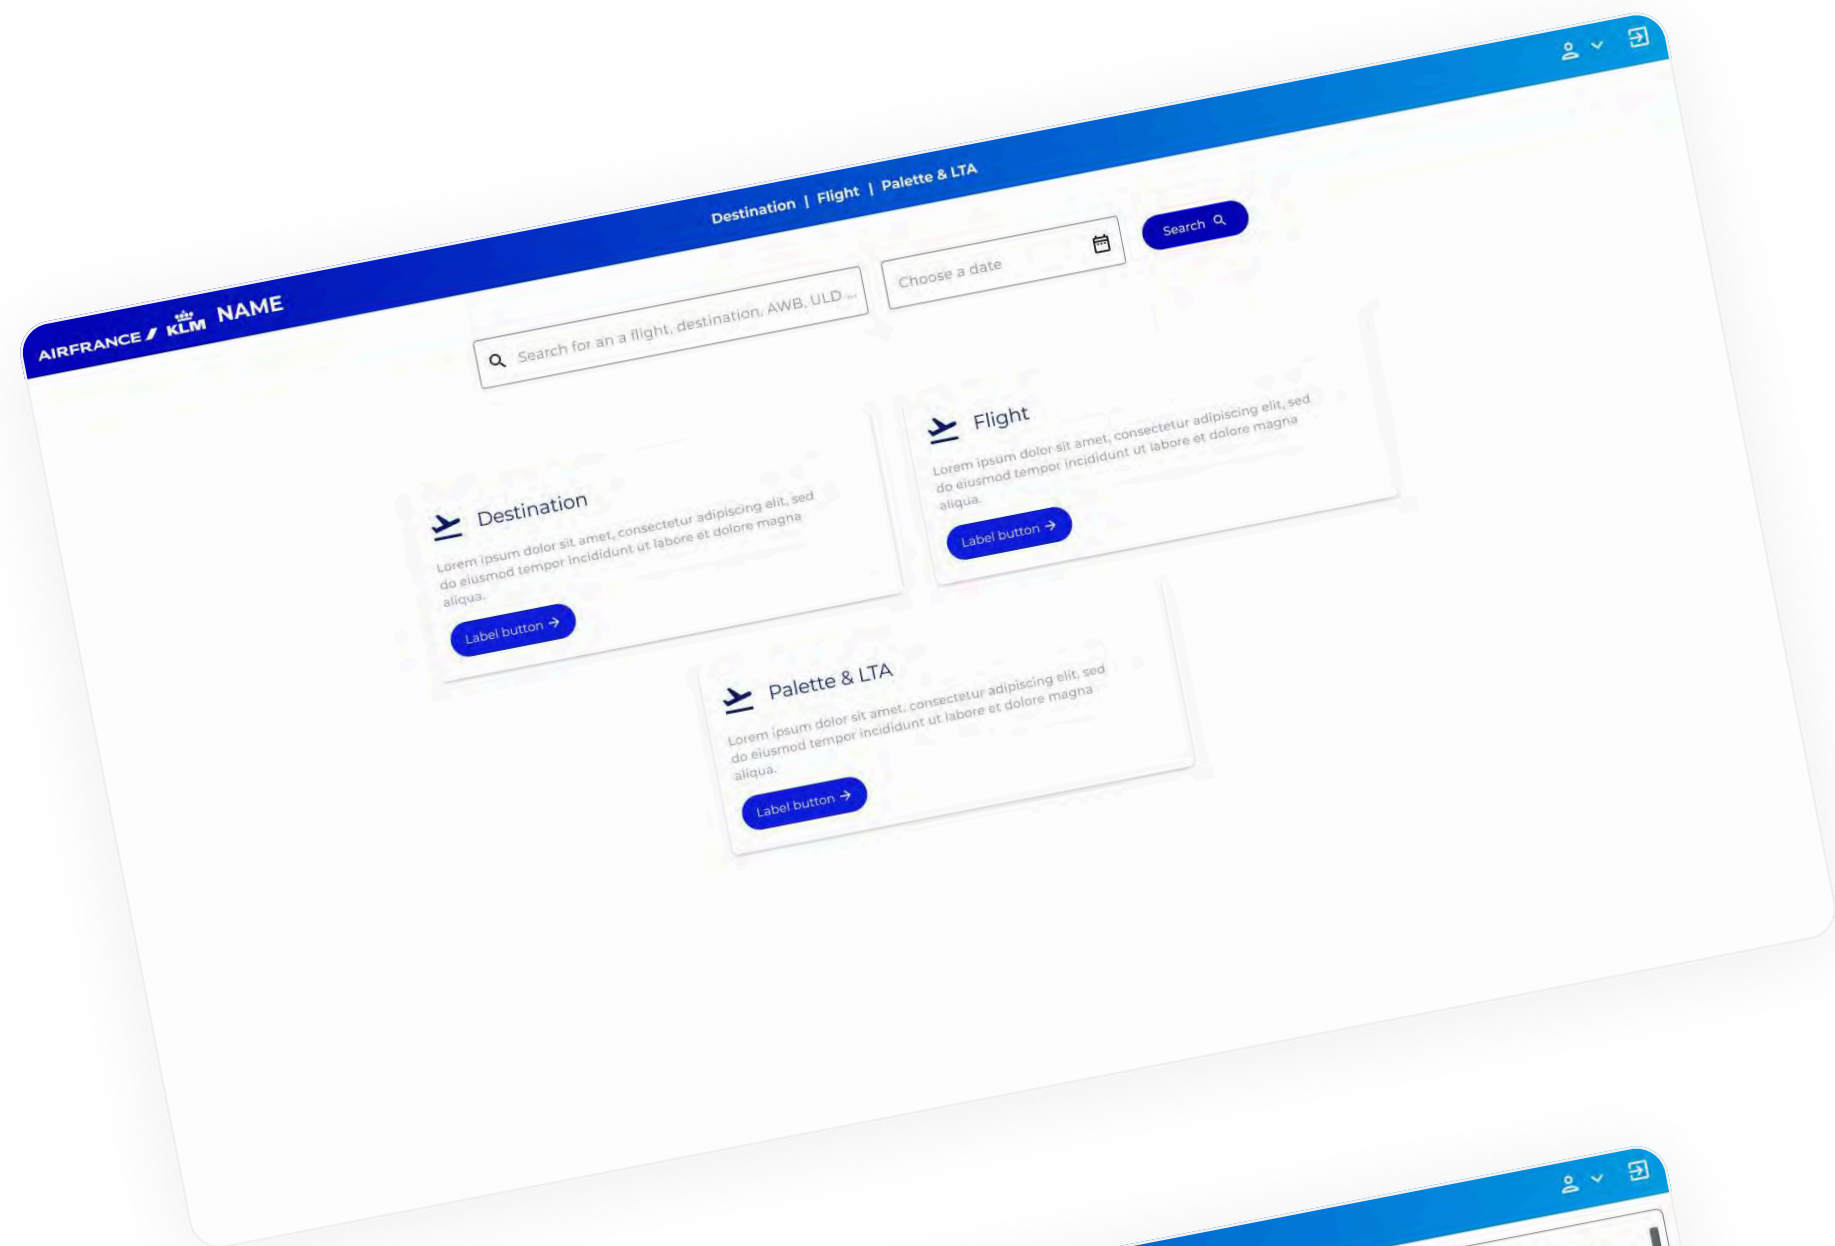 AIRFRANCE KLM NAME
Destination | Flight | Palette & LTA
Search for an a flight, destination, AWB, ULD ...
Choose a date
Search
Destination
Lorem ipsum dolor sit amet, consectetur adipiscing elit, sed
do eiusmod tempor incididunt ut labore et dolore magna
aliqua.
Label button
Flight
Lorem ipsum dolor sit amet, consectetur adipiscing elit, sed
do eiusmod tempor incididunt ut labore et dolore magna
aliqua.
Label button
Palette & LTA
Lorem ipsum dolor sit amet, consectetur adipiscing elit, sed
do eiusmod tempor incididunt ut labore et dolore magna
aliqua.
Label button